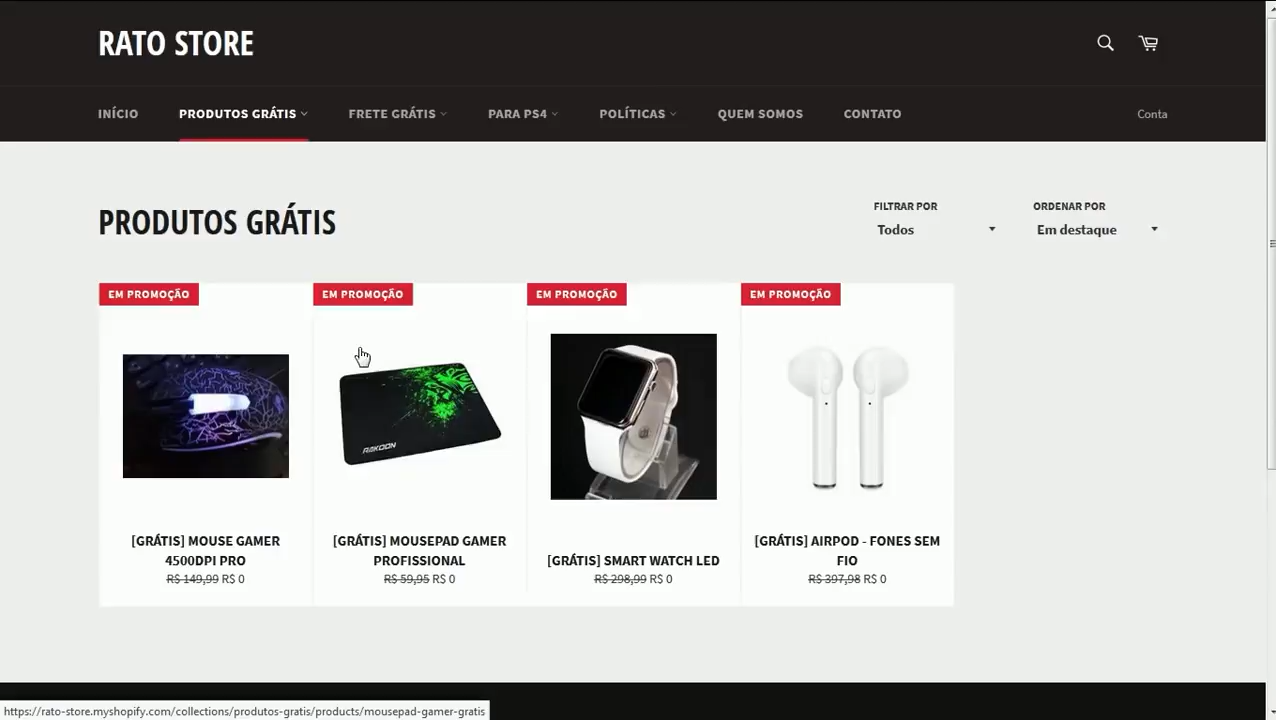 RATO STORE
INÍCIO PRODUTOS GRÁTIS FRETE GRÁTIS PARA PS4 POLÍTICAS QUEM SOMOS CONTATO Conta
PRODUTOS GRÁTIS
FILTRAR POR
Todos
ORDENAR POR
Em destaque
EM PROMOÇÃO
[GRÁTIS] MOUSE GAMER
4500DPI PRO
R$ 149,99 R$ 0
EM PROMOÇÃO
RAKOON
[GRÁTIS] MOUSEPAD GAMER
PROFISSIONAL
R$ 59,95 R$ 0
EM PROMOÇÃO
[GRÁTIS] SMART WATCH LED
R$ 298,99 R$ 0
EM PROMOÇÃO
[GRÁTIS] AIRPOD - FONES SEM
FIO
R$ 397,98 R$ 0
https://rato-store.myshopify.com/collections/produtos-gratis/products/mousepad-gamer-gratis